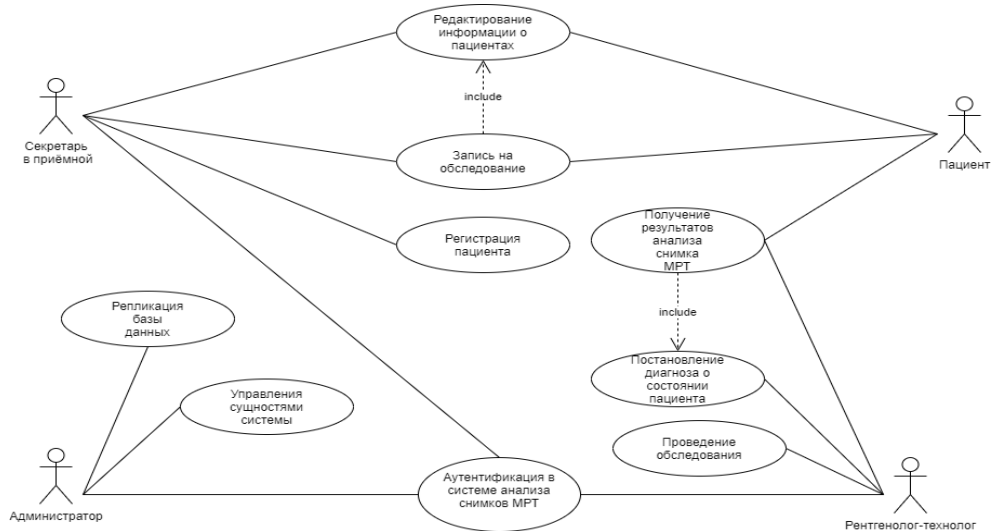 Редактирование
информации о
пациентах
include
Секретарь
в приёмной
Запись на
обследование
Пациент
Регистрация
пациента
Получение
результатов
анализа
снимка
МРТ
Репликация
базы
данных
include
Постановление
диагноза о
состоянии
пациента
Управления
сущностями
системы
Проведение
обследования
Аутентификация в
системе анализа
снимков МРТ
Администратор
Рентгенолог-технолог